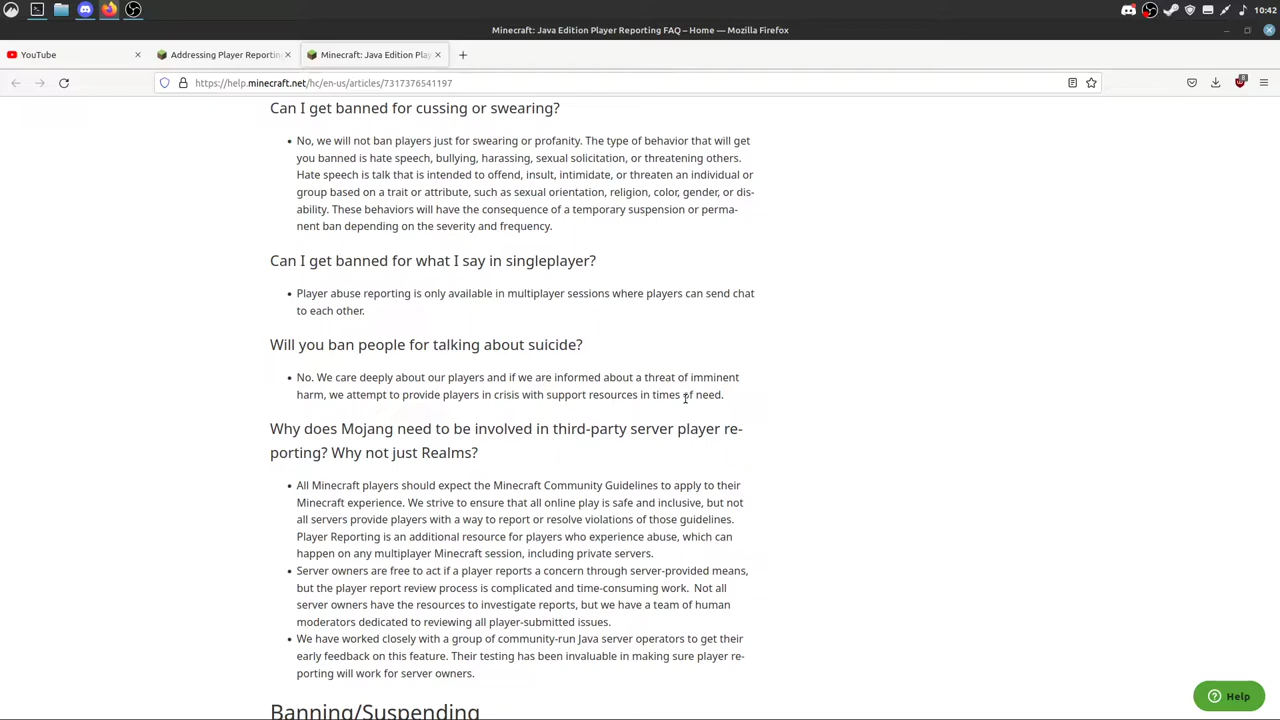 10:42
Minecraft: Java Edition Player Reporting FAQ – Home — Mozilla Firefox
YouTube
Addressing Player Reportin
Minecraft: Java Edition Play
https://help.minecraft.net/hc/en-us/articles/7317376541197
Can I get banned for cussing or swearing?
No, we will not ban players just for swearing or profanity. The type of behavior that will get
you banned is hate speech, bullying, harassing, sexual solicitation, or threatening others.
Hate speech is talk that is intended to offend, insult, intimidate, or threaten an individual or
group based on a trait or attribute, such as sexual orientation, religion, color, gender, or dis-
ability. These behaviors will have the consequence of a temporary suspension or perma-
nent ban depending on the severity and frequency.
Can I get banned for what I say in singleplayer?
Player abuse reporting is only available in multiplayer sessions where players can send chat
to each other.
Will you ban people for talking about suicide?
No. We care deeply about our players and if we are informed about a threat of imminent
harm, we attempt to provide players in crisis with support resources in times of need.
Why does Mojang need to be involved in third-party server player re-
porting? Why not just Realms?
All Minecraft players should expect the Minecraft Community Guidelines to apply to their
Minecraft experience. We strive to ensure that all online play is safe and inclusive, but not
all servers provide players with a way to report or resolve violations of those guidelines.
Player Reporting is an additional resource for players who experience abuse, which can
happen on any multiplayer Minecraft session, including private servers.
Server owners are free to act if a player reports a concern through server-provided means,
but the player report review process is complicated and time-consuming work. Not all
server owners have the resources to investigate reports, but we have a team of human
moderators dedicated to reviewing all player-submitted issues.
We have worked closely with a group of community-run Java server operators to get their
early feedback on this feature. Their testing has been invaluable in making sure player re-
porting will work for server owners.
Help
Banning/Suspending